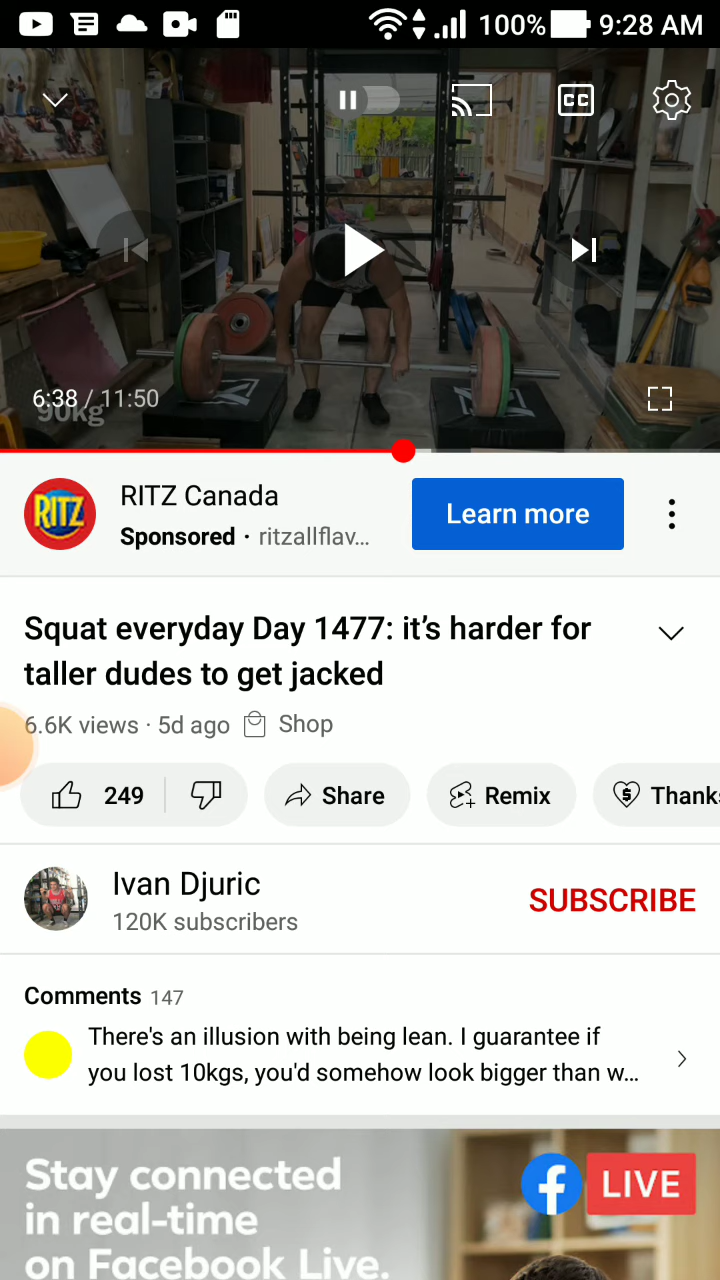 100% 9:28 AM
CC
6:38 / 11:50
90kg
RITZ
RITZ Canada
Sponsored · ritzallflav...
Learn more
Squat everyday Day 1477: it’s harder for
taller dudes to get jacked
6.6K views · 5d ago Shop
249 Share Remix Thanks
Ivan Djuric
120K subscribers
SUBSCRIBE
Comments 147
There's an illusion with being lean. I guarantee if
you lost 10kgs, you'd somehow look bigger than w...
Stay connected
in real-time
on Facebook Live.
f LIVE